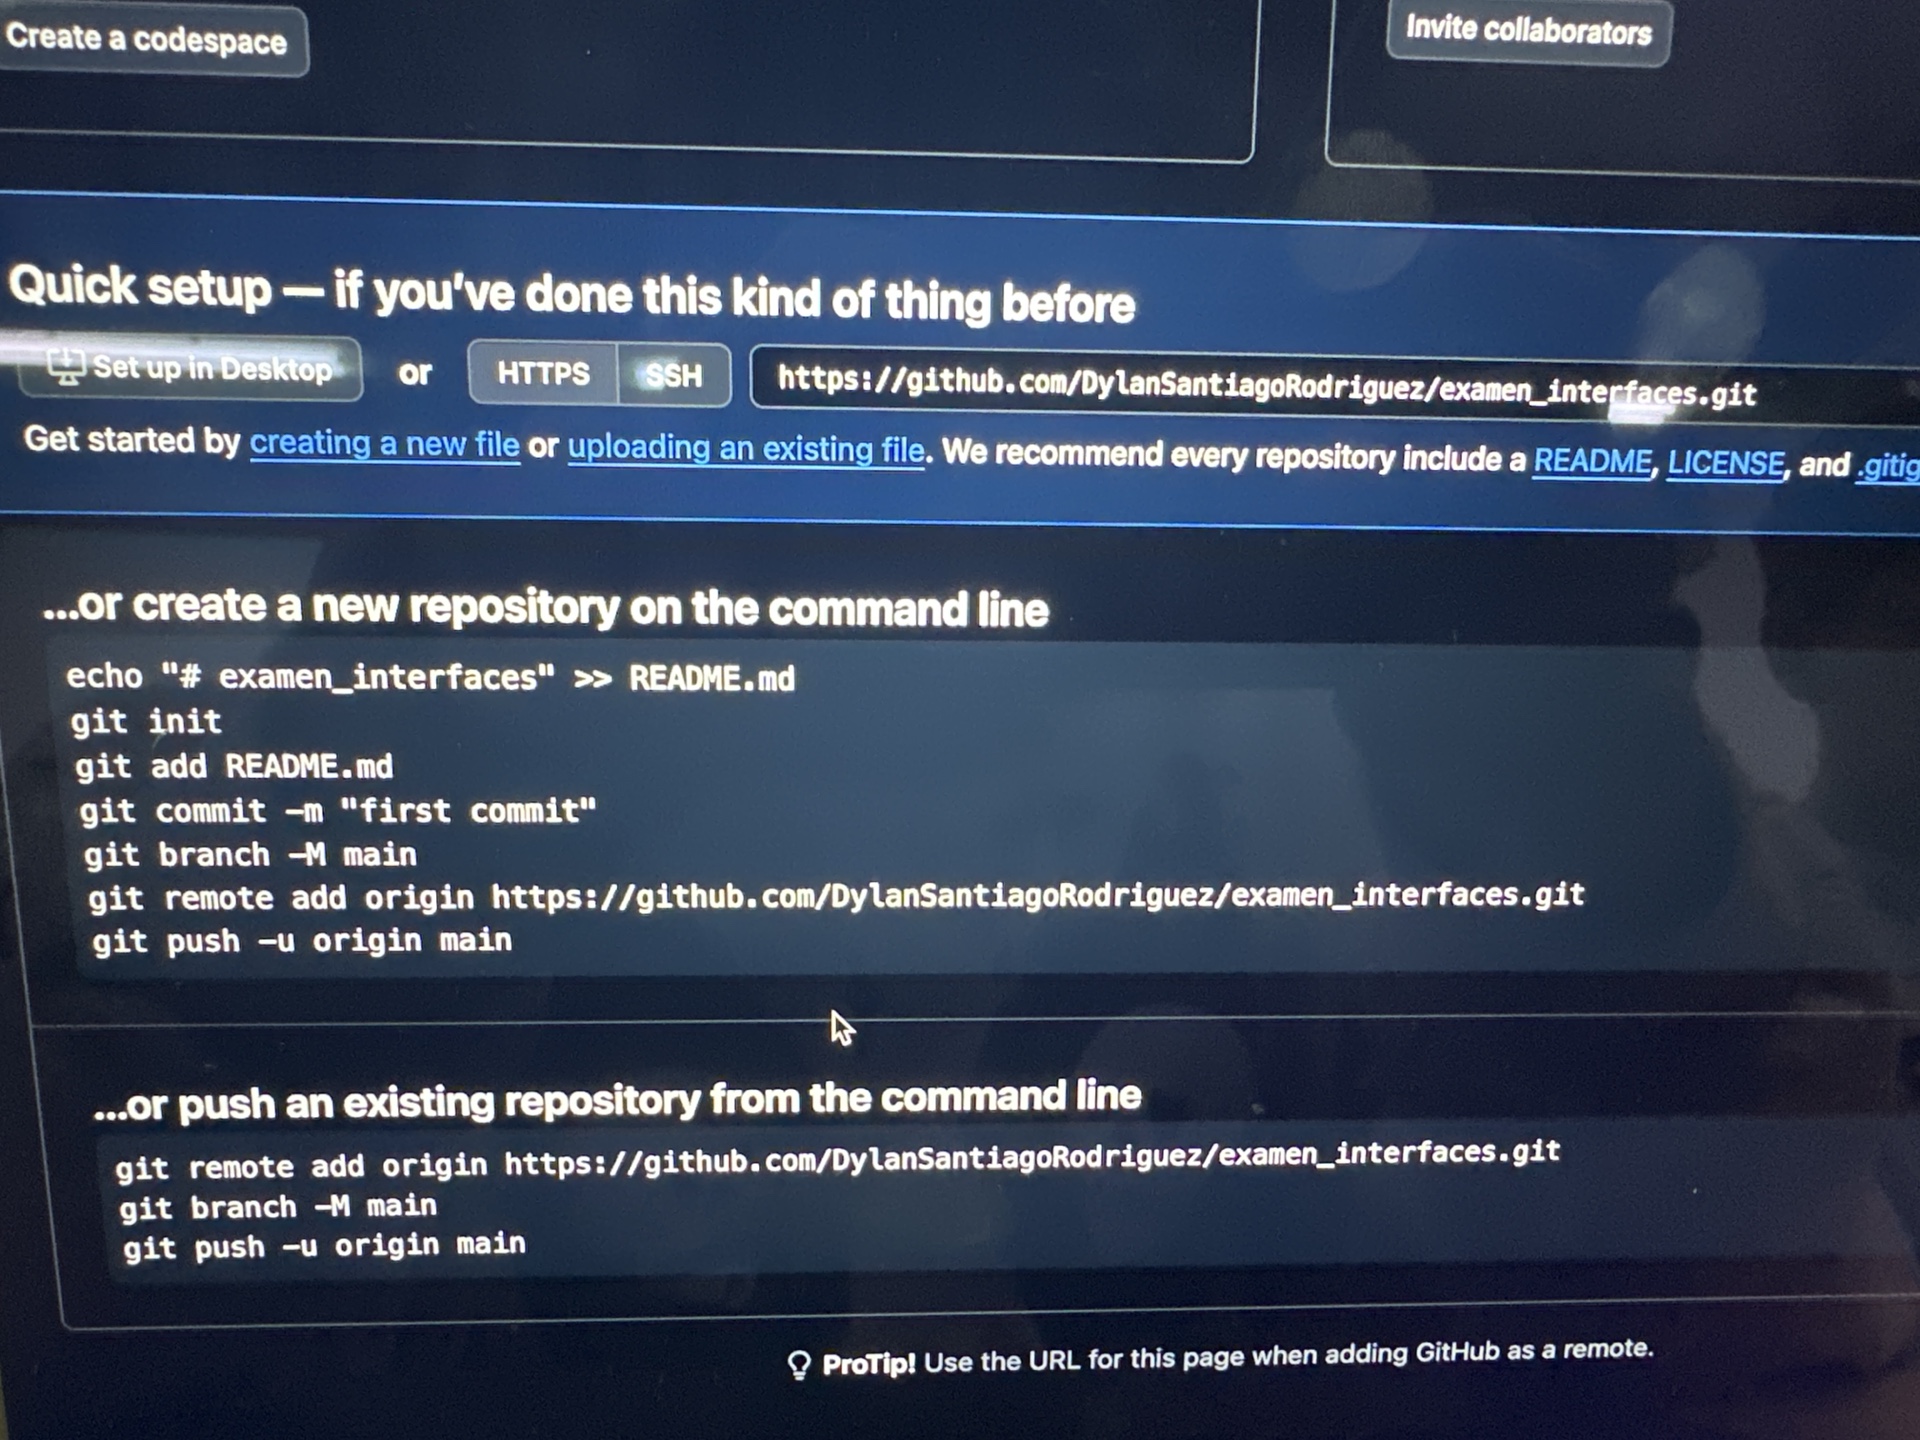 Create a codespace
Invite collaborators
Quick setup — if you've done this kind of thing before
Set up in Desktop or HTTPS SSH https://github.com/DylanSantiagoRodriguez/examen_interfaces.git
Get started by creating a new file or uploading an existing file. We recommend every repository include a README, LICENSE, and .gitig
...or create a new repository on the command line
echo "# examen_interfaces" >> README.md
git init
git add README.md
git commit -m "first commit"
git branch -M main
git remote add origin https://github.com/DylanSantiagoRodriguez/examen_interfaces.git
git push -u origin main
...or push an existing repository from the command line
git remote add origin https://github.com/DylanSantiagoRodriguez/examen_interfaces.git
git branch -M main
git push -u origin main
ProTip! Use the URL for this page when adding GitHub as a remote.